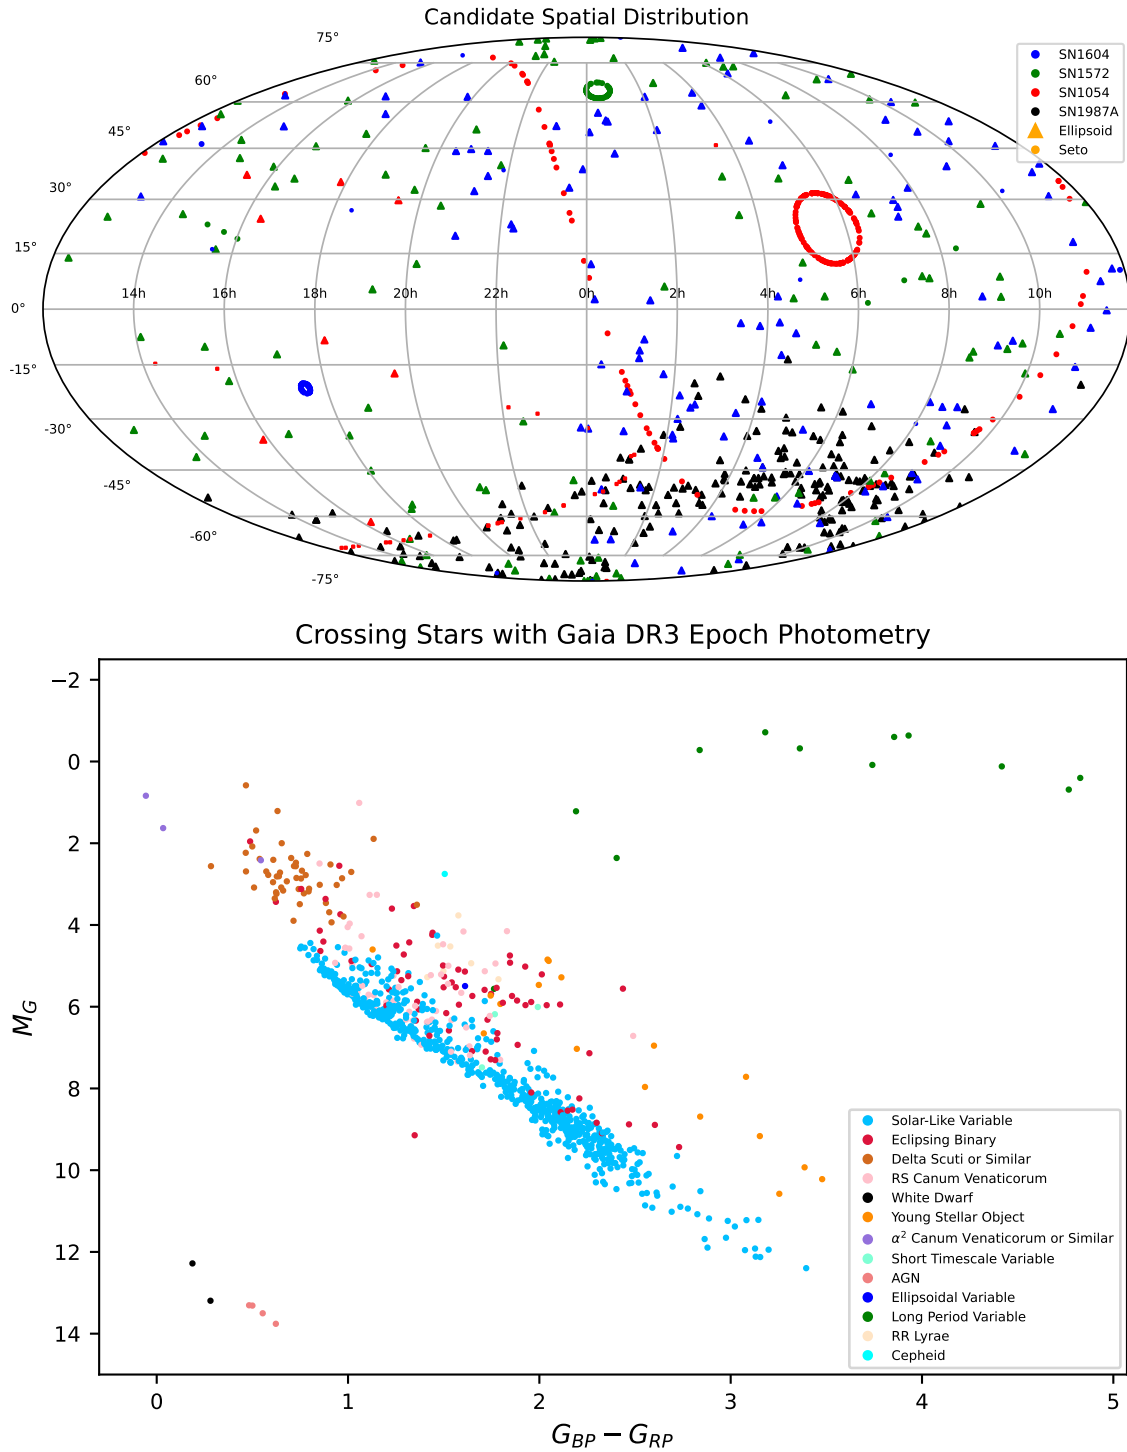 Candidate Spatial Distribution
75°
60°
45°
30°
15°
0°
-15°
-30°
-45°
-60°
-75°
14h 16h 18h 20h 22h 0h 2h 4h 6h 8h 10h
SN1604
SN1572
SN1054
SN1987A
Ellipsoid
Seto
Crossing Stars with Gaia DR3 Epoch Photometry
M_G
−2
0
2
4
6
8
10
12
14
Solar-Like Variable
Eclipsing Binary
Delta Scuti or Similar
RS Canum Venaticorum
White Dwarf
Young Stellar Object
α² Canum Venaticorum or Similar
Short Timescale Variable
AGN
Ellipsoidal Variable
Long Period Variable
RR Lyrae
Cepheid
0 1 2 3 4 5
G_BP − G_RP